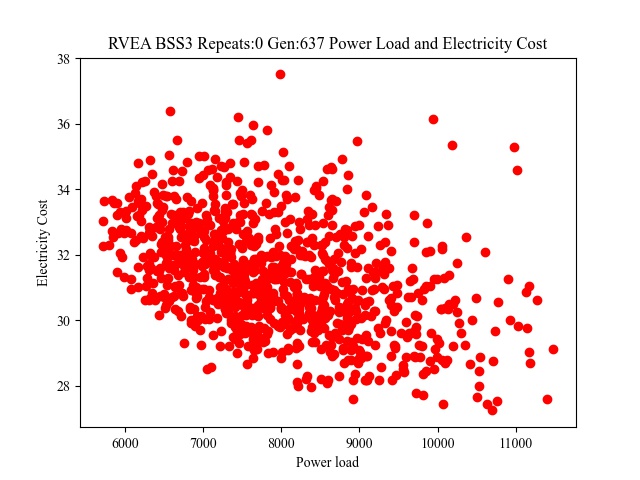 RVEA BSS3 Repeats:0 Gen:637 Power Load and Electricity Cost
38
36
34
32
30
28
Electricity Cost
6000 7000 8000 9000 10000 11000
Power load